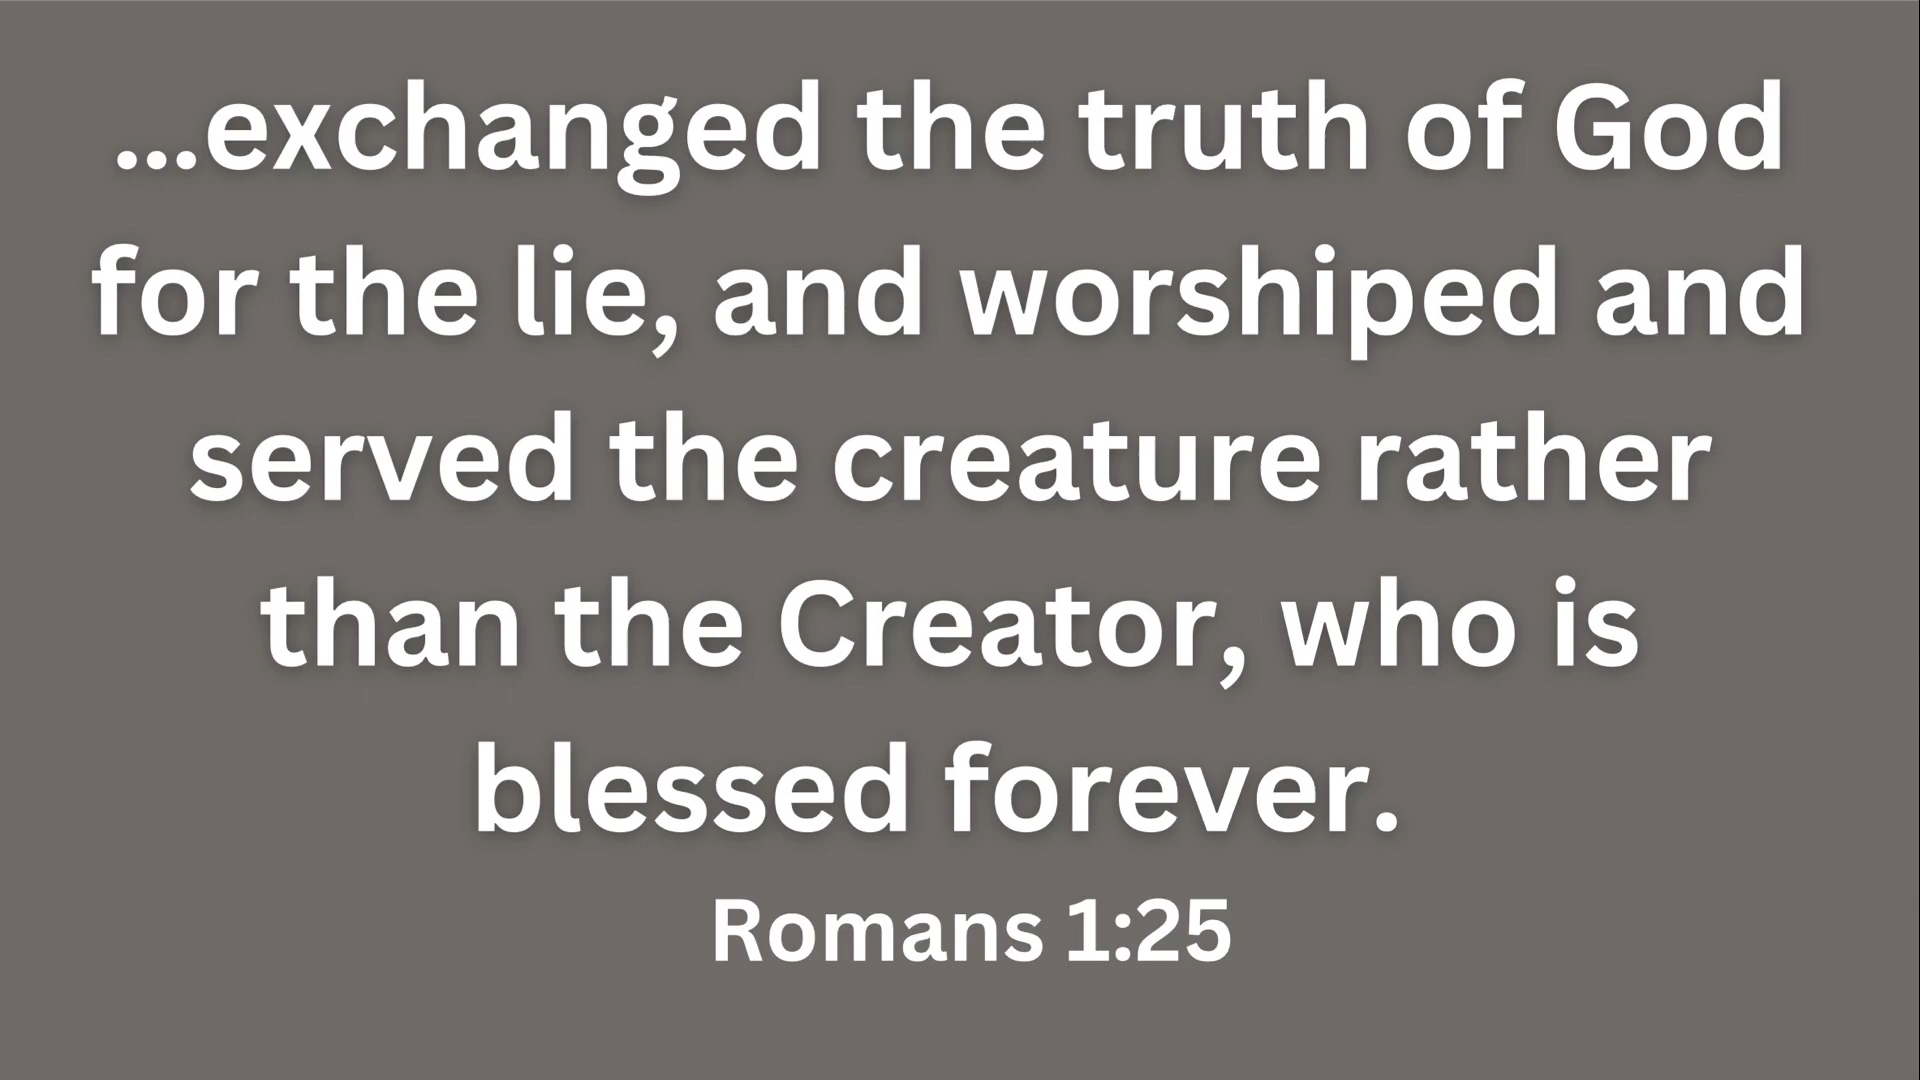 ...exchanged the truth of God
for the lie, and worshiped and
served the creature rather
than the Creator, who is
blessed forever.
Romans 1:25